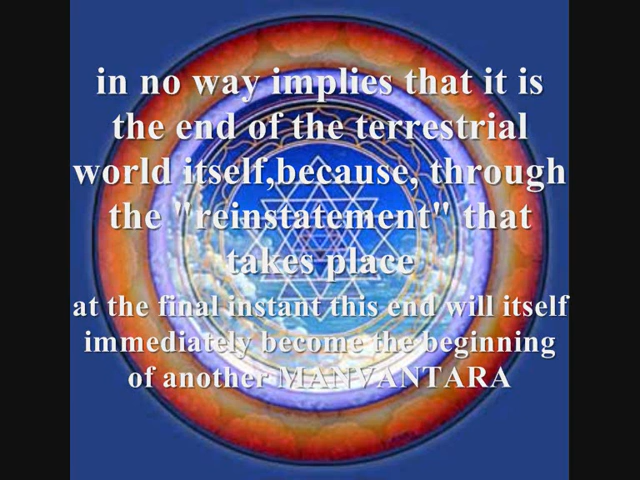 in no way implies that it is
the end of the terrestrial
world itself,because, through
the "reinstatement" that
takes place
at the final instant this end will itself
immediately become the beginning
of another MANVANTARA